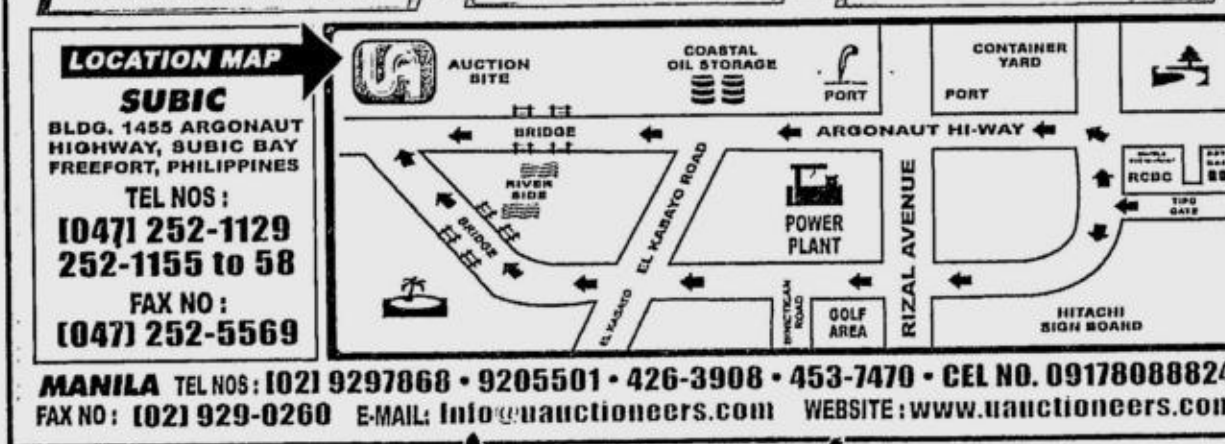 LOCATION MAP
SUBIC
BLDG. 1455 ARGONAUT
HIGHWAY, SUBIC BAY
FREEFORT, PHILIPPINES
TEL NOS :
[047] 252-1129
252-1155 to 58
FAX NO :
[047] 252-5569
UA
AUCTION
SITE
COASTAL
OIL STORAGE
PORT
CONTAINER
YARD
PORT
BRIDGE
ARGONAUT HI-WAY
RIVER
SIDE
BRIDGE
EL KABAYO ROAD
EL KABAYO
POWER
PLANT
RIZAL AVENUE
RCBC
TIPO
GATE
BINICTICAN
ROAD
GOLF
AREA
HITACHI
SIGN BOARD
MANILA TEL NOS: [02] 9297868 • 9205501 • 426-3908 • 453-7470 • CEL NO. 09178088824
FAX NO: [02] 929-0260 E-MAIL: Info@uauctioneers.com WEBSITE: www.uauctioneers.com